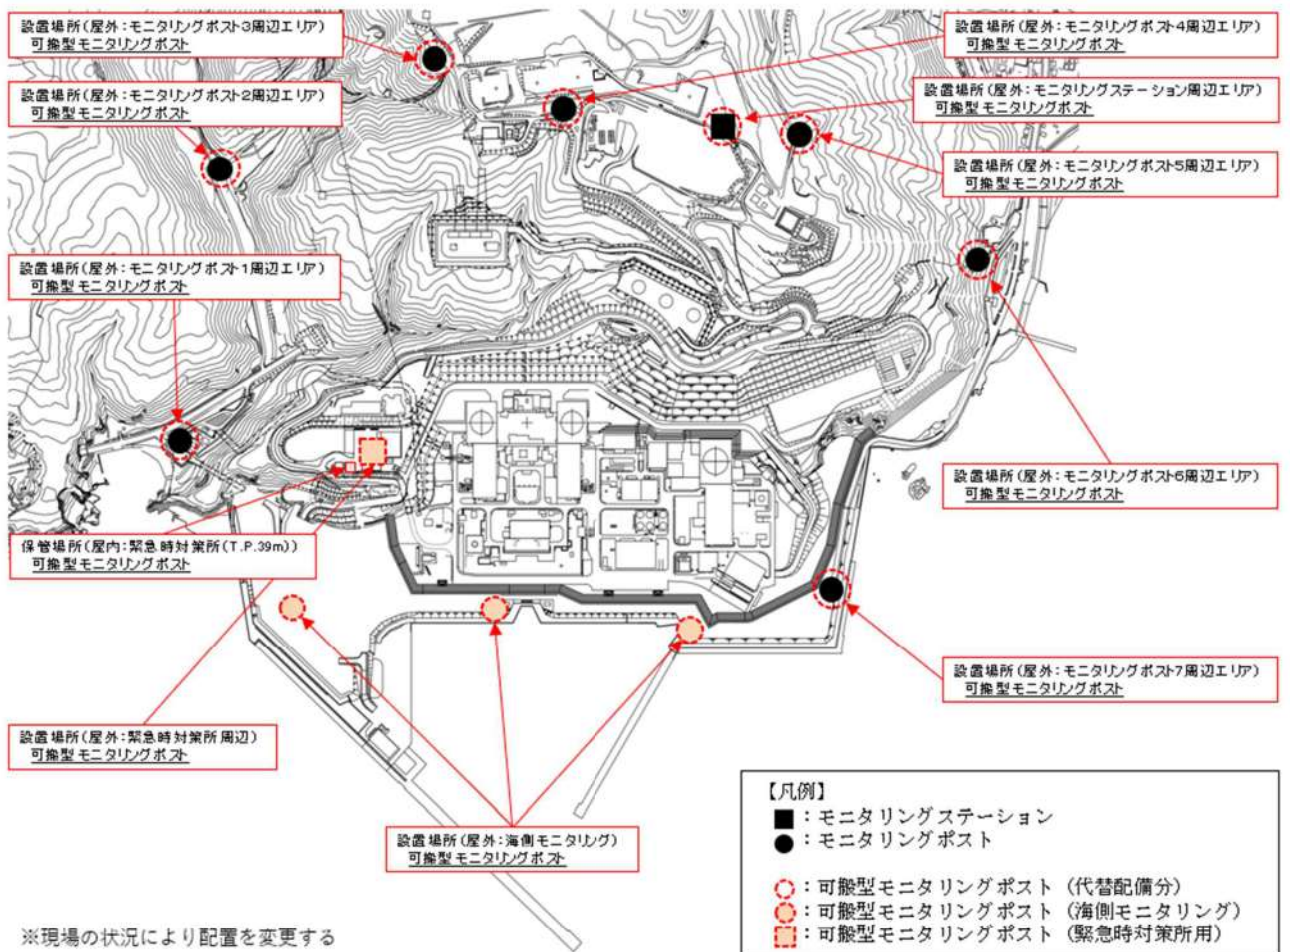 設置場所(屋外:モニタリングポスト3周辺エリア)
可搬型モニタリングポスト
設置場所(屋外:モニタリングポスト2周辺エリア)
可搬型モニタリングポスト
設置場所(屋外:モニタリングポスト1周辺エリア)
可搬型モニタリングポスト
保管場所(屋内:緊急時対策所(T.P.39m))
可搬型モニタリングポスト
設置場所(屋外:緊急時対策所周辺)
可搬型モニタリングポスト
設置場所(屋外:海側モニタリング)
可搬型モニタリングポスト
設置場所(屋外:モニタリングポスト4周辺エリア)
可搬型モニタリングポスト
設置場所(屋外:モニタリングステーション周辺エリア)
可搬型モニタリングポスト
設置場所(屋外:モニタリングポスト5周辺エリア)
可搬型モニタリングポスト
設置場所(屋外:モニタリングポスト6周辺エリア)
可搬型モニタリングポスト
設置場所(屋外:モニタリングポスト7周辺エリア)
可搬型モニタリングポスト
【凡例】
■:モニタリングステーション
●:モニタリングポスト
:可搬型モニタリングポスト(代替配備分)
:可搬型モニタリングポスト(海側モニタリング)
:可搬型モニタリングポスト(緊急時対策所用)
※現場の状況により配置を変更する